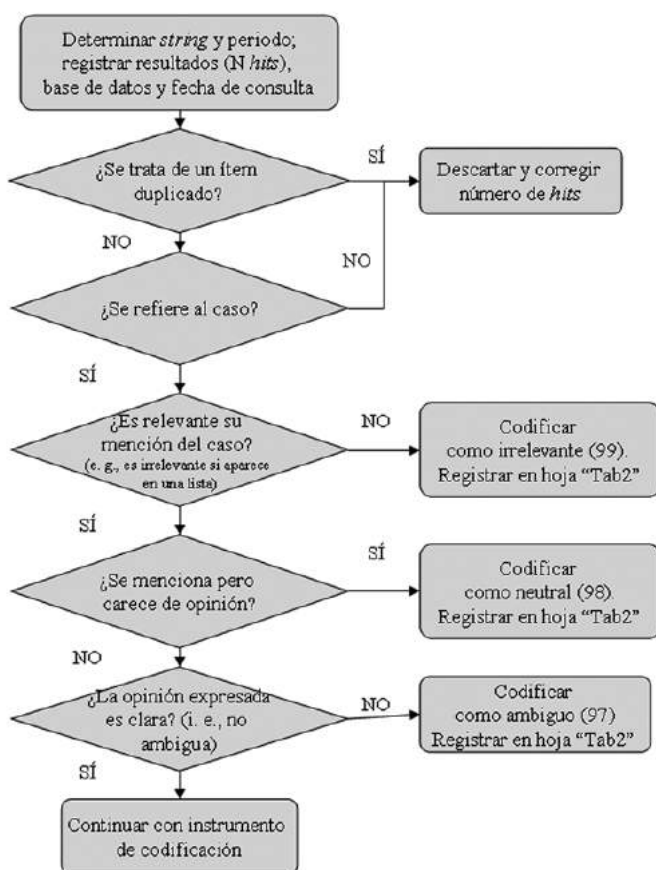 Determinar string y periodo;
registrar resultados (N hits),
base de datos y fecha de consulta
¿Se trata de un ítem
duplicado?
SÍ
Descartar y corregir
número de hits
NO
NO
¿Se refiere al caso?
SÍ
¿Es relevante su
mención del caso?
(e. g., es irrelevante si aparece
en una lista)
NO
Codificar
como irrelevante (99).
Registrar en hoja “Tab2”
SÍ
¿Se menciona pero
carece de opinión?
SÍ
Codificar
como neutral (98).
Registrar en hoja “Tab2”
NO
¿La opinión expresada
es clara? (i. e., no
ambigua)
NO
Codificar
como ambiguo (97)
Registrar en hoja “Tab2”
SÍ
Continuar con instrumento
de codificación